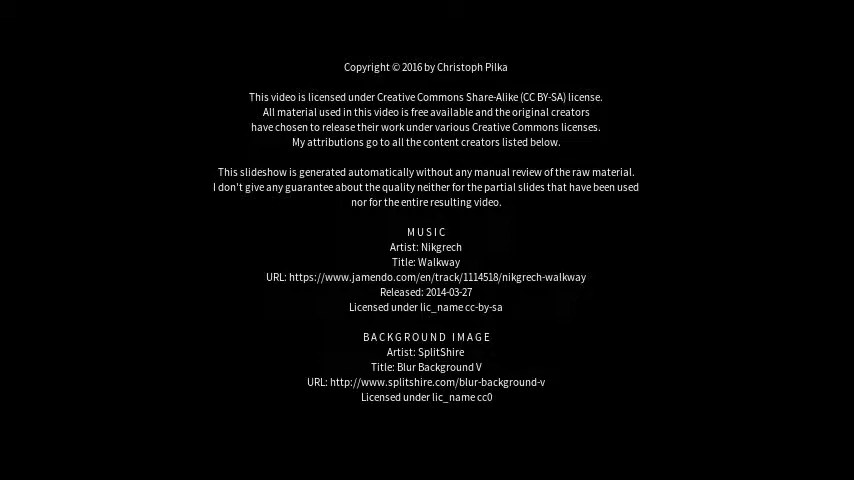 Copyright © 2016 by Christoph Pilka
This video is licensed under Creative Commons Share-Alike (CC BY-SA) license.
All material used in this video is free available and the original creators
have chosen to release their work under various Creative Commons licenses.
My attributions go to all the content creators listed below.
This slideshow is generated automatically without any manual review of the raw material.
I don't give any guarantee about the quality neither for the partial slides that have been used
nor for the entire resulting video.
M U S I C
Artist: Nikgrech
Title: Walkway
URL: https://www.jamendo.com/en/track/1114518/nikgrech-walkway
Released: 2014-03-27
Licensed under lic_name cc-by-sa
B A C K G R O U N D   I M A G E
Artist: SplitShire
Title: Blur Background V
URL: http://www.splitshire.com/blur-background-v
Licensed under lic_name cc0